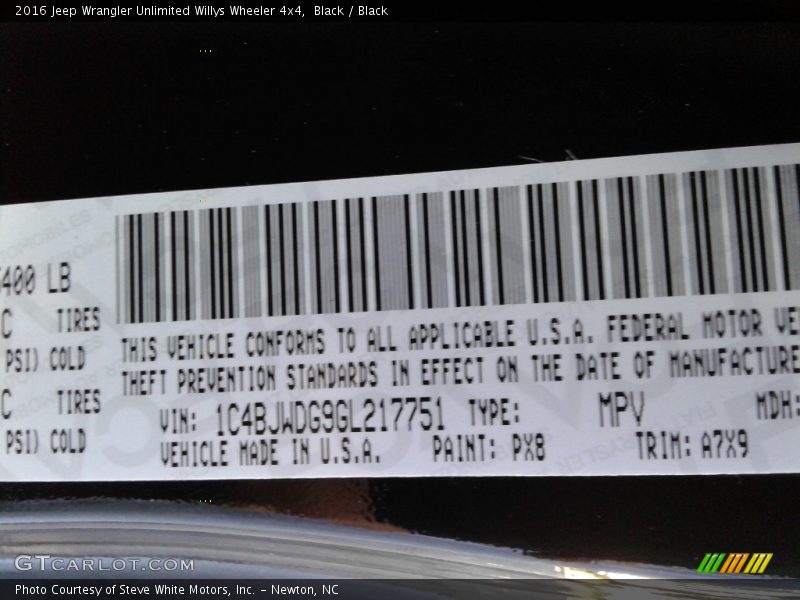 2016 Jeep Wrangler Unlimited Willys Wheeler 4x4, Black / Black
400 LB
C TIRES
PSI) COLD
C TIRES
PSI) COLD
THIS VEHICLE CONFORMS TO ALL APPLICABLE U.S.A. FEDERAL MOTOR VE
THEFT PREVENTION STANDARDS IN EFFECT ON THE DATE OF MANUFACTURE
VIN: 1C4BJWDG9GL217751 TYPE: MPV MDH:
VEHICLE MADE IN U.S.A. PAINT: PX8 TRIM: A7X9
GTCARLOT.COM
Photo Courtesy of Steve White Motors, Inc. – Newton, NC